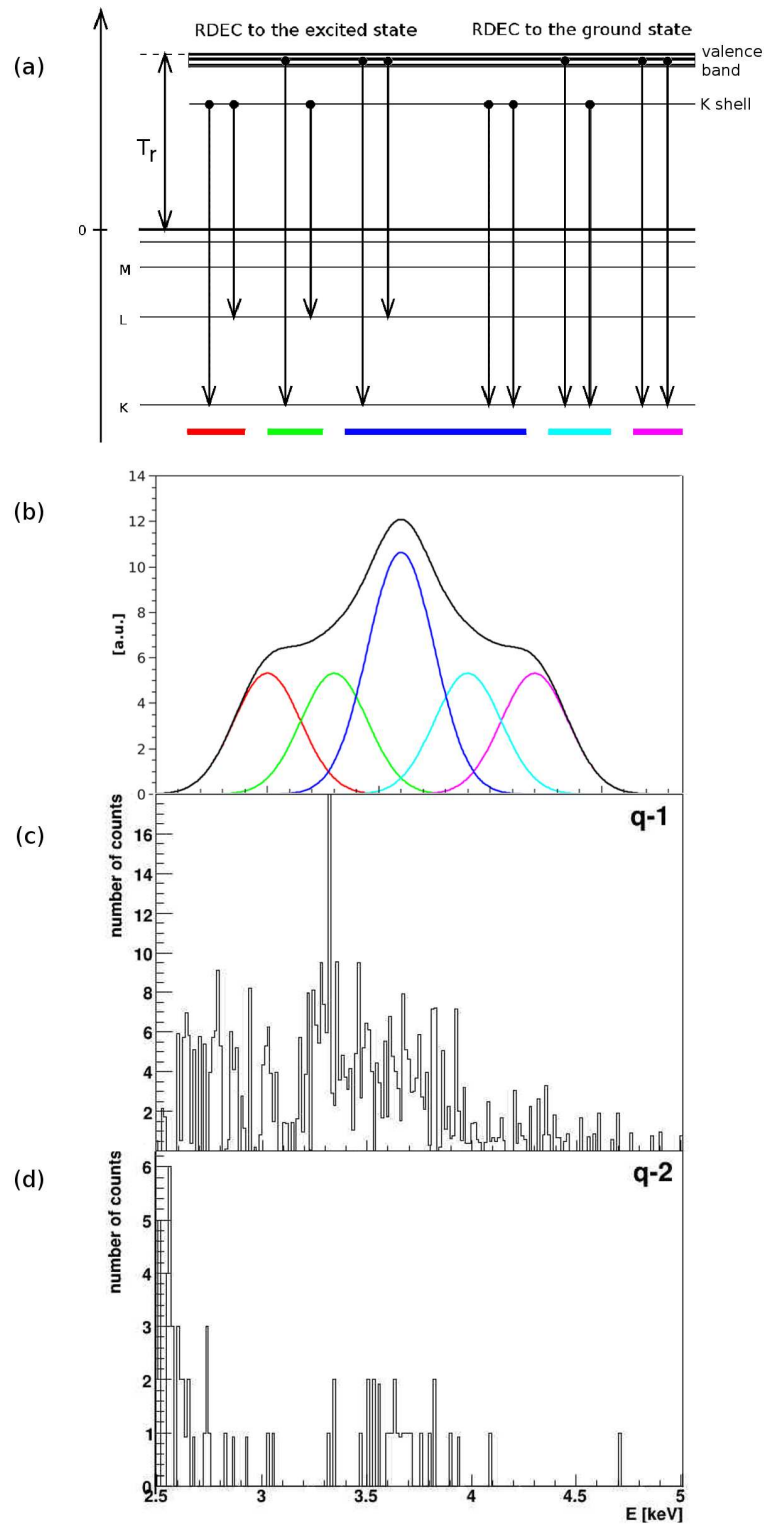 (a)
RDEC to the excited state
RDEC to the ground state
valence
band
K shell
Tr
0
M
L
K
(b)
14
12
10
8
6
4
2
0
[a.u.]
(c)
q-1
number of counts
16
14
12
10
8
6
4
2
(d)
q-2
number of counts
6
5
4
3
2
1
0
2.5
3
3.5
4
4.5
5
E [keV]